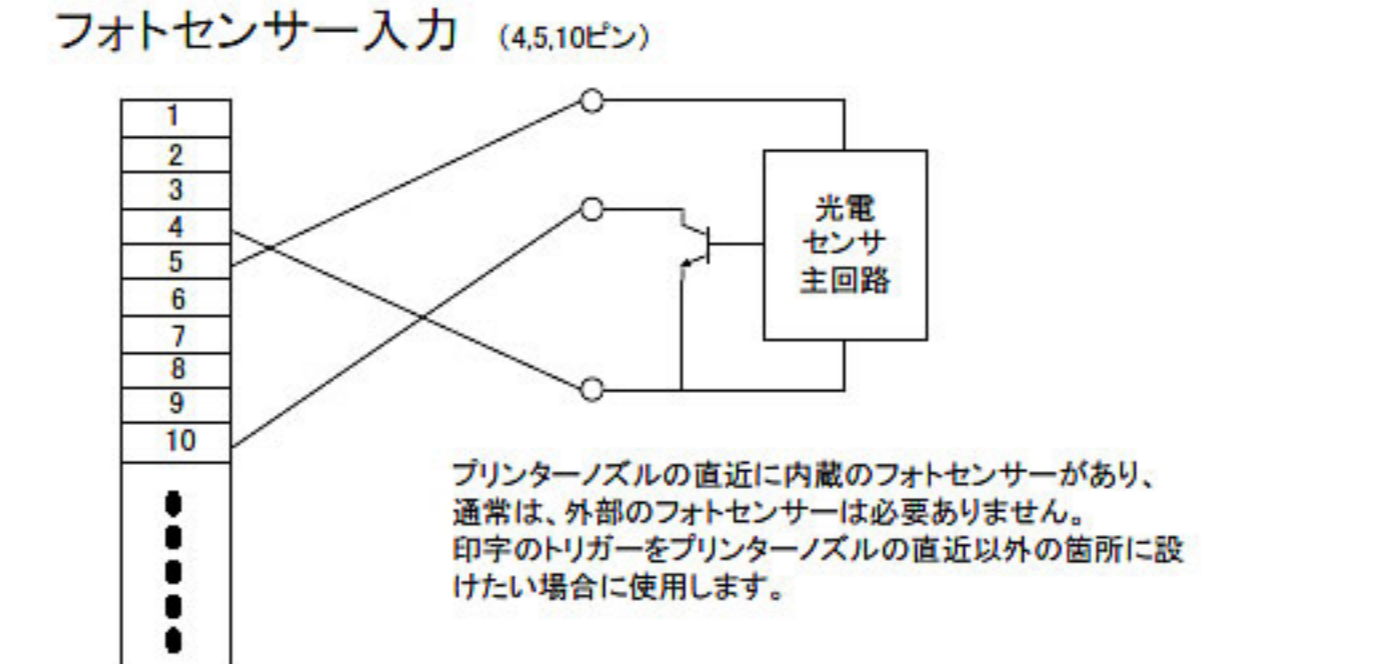 フォトセンサー入力 (4,5,10ピン)
1
2
3
4
5
6
7
8
9
10
光電
センサ
主回路
プリンターノズルの直近に内蔵のフォトセンサーがあり、
通常は、外部のフォトセンサーは必要ありません。
印字のトリガーをプリンターノズルの直近以外の箇所に設
けたい場合に使用します。